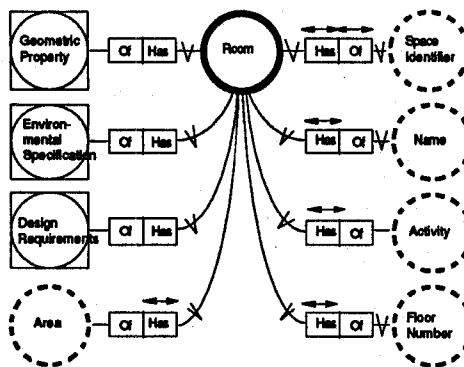 Geometric
Property
Of Has
Room
Has Of
Space
Identifier
Environ-
mental
Specification
Of Has
Has Of
Name
Design
Requirements
Of Has
Has Of
Activity
Area
Of Has
Has Of
Floor
Number